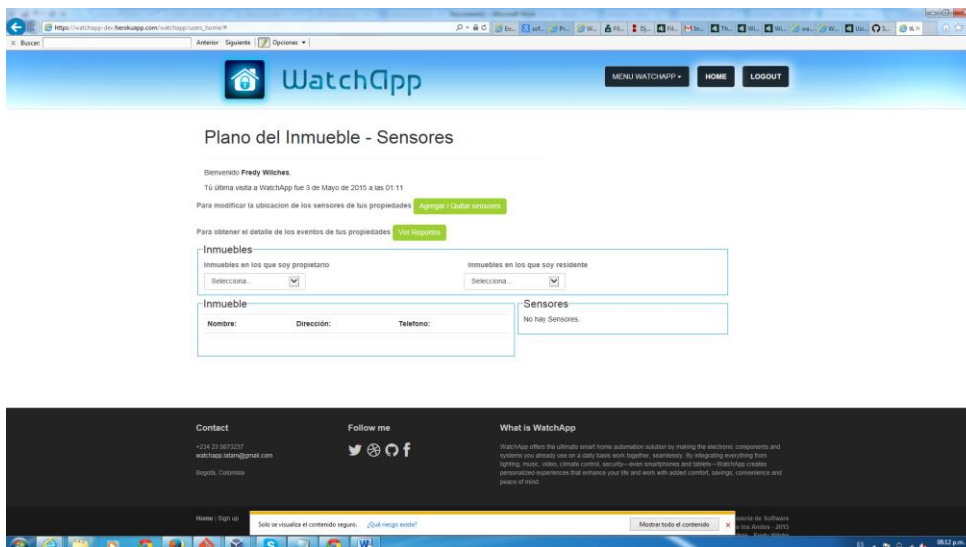 https://watchapp-dev.herokuapp.com/watchapp/users_home/#
x Buscar:
Anterior Siguiente Opciones
WatchApp
MENU WATCHAPP
HOME
LOGOUT
Plano del Inmueble - Sensores
Bienvenido Fredy Wilches,
Tú última visita a WatchApp fue 3 de Mayo de 2015 a las 01:11
Para modificar la ubicacion de los sensores de tus propiedades Agregar / Quitar sensores
Para obtener el detalle de los eventos de tus propiedades Ver Reportes
Inmuebles
Inmuebles en los que soy propietario
Inmuebles en los que soy residente
Selecciona...
Selecciona...
Inmueble
Nombre: Dirección: Telefono:
Sensores
No hay Sensores.
Contact
+234 23 9873237
watchapp.latam@gmail.com
Bogotá, Colombia
Follow me
What is WatchApp
WatchApp offers the ultimate smart home automation solution by making the electronic components and
systems you already use on a daily basis work together, seamlessly. By integrating everything from
lighting, music, video, climate control, security—even smartphones and tablets—WatchApp creates
personalized experiences that enhance your life and work with added comfort, savings, convenience and
peace of mind.
Home | Sign up
Solo se visualiza el contenido seguro. ¿Qué riesgo existe?
Mostrar todo el contenido x
de Software
los Andes - 2015
Fredy Wilches
08:12 p.m.